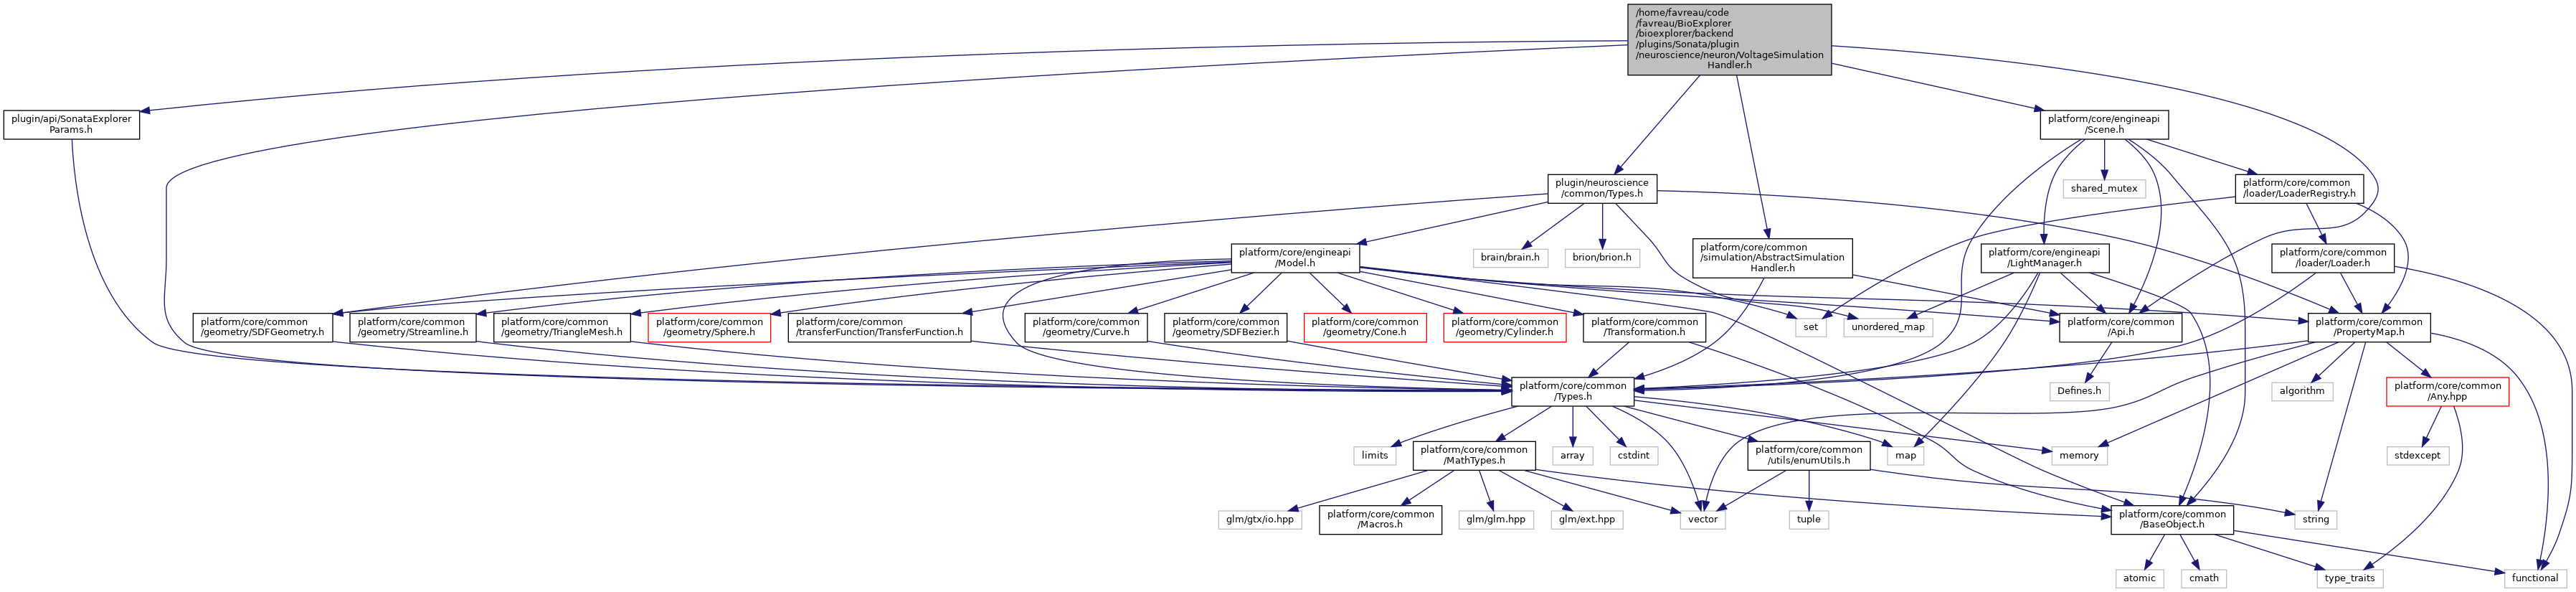 /home/favreau/code
/favreau/BioExplorer
/bioexplorer/backend
/plugins/Sonata/plugin
/neuroscience/neuron/VoltageSimulation
Handler.h
plugin/api/SonataExplorer
Params.h
platform/core/engineapi
/Scene.h
plugin/neuroscience
/common/Types.h
shared_mutex
platform/core/common
/loader/LoaderRegistry.h
platform/core/engineapi
/Model.h
brain/brain.h
brion/brion.h
platform/core/common
/simulation/AbstractSimulation
Handler.h
platform/core/engineapi
/LightManager.h
platform/core/common
/loader/Loader.h
platform/core/common
/geometry/SDFGeometry.h
platform/core/common
/geometry/Streamline.h
platform/core/common
/geometry/TriangleMesh.h
platform/core/common
/geometry/Sphere.h
platform/core/common
/transferFunction/TransferFunction.h
platform/core/common
/geometry/Curve.h
platform/core/common
/geometry/SDFBezier.h
platform/core/common
/geometry/Cone.h
platform/core/common
/geometry/Cylinder.h
platform/core/common
/Transformation.h
set
unordered_map
platform/core/common
/Api.h
platform/core/common
/PropertyMap.h
platform/core/common
/Types.h
Defines.h
algorithm
platform/core/common
/Any.hpp
limits
platform/core/common
/MathTypes.h
array
cstdint
platform/core/common
/utils/enumUtils.h
map
memory
stdexcept
glm/gtx/io.hpp
platform/core/common
/Macros.h
glm/glm.hpp
glm/ext.hpp
vector
tuple
platform/core/common
/BaseObject.h
string
atomic
cmath
type_traits
functional